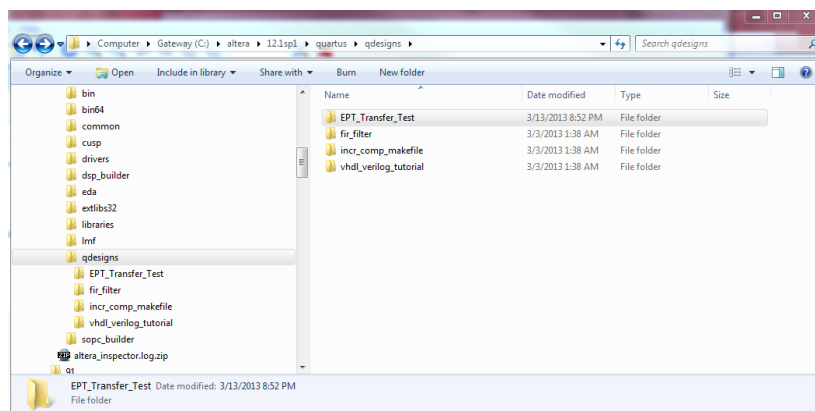 Computer ▸ Gateway (C:) ▸ altera ▸ 12.1sp1 ▸ quartus ▸ qdesigns ▸ Search qdesigns
Organize Open Include in library Share with Burn New folder
Name Date modified Type Size
bin
bin64
common
cusp
drivers
dsp_builder
eda
extlibs32
libraries
lmf
qdesigns
EPT_Transfer_Test
fir_filter
incr_comp_makefile
vhdl_verilog_tutorial
sopc_builder
altera_inspector.log.zip
91
EPT_Transfer_Test 3/13/2013 8:52 PM File folder
fir_filter 3/3/2013 1:38 AM File folder
incr_comp_makefile 3/3/2013 1:38 AM File folder
vhdl_verilog_tutorial 3/3/2013 1:38 AM File folder
EPT_Transfer_Test Date modified: 3/13/2013 8:52 PM
File folder